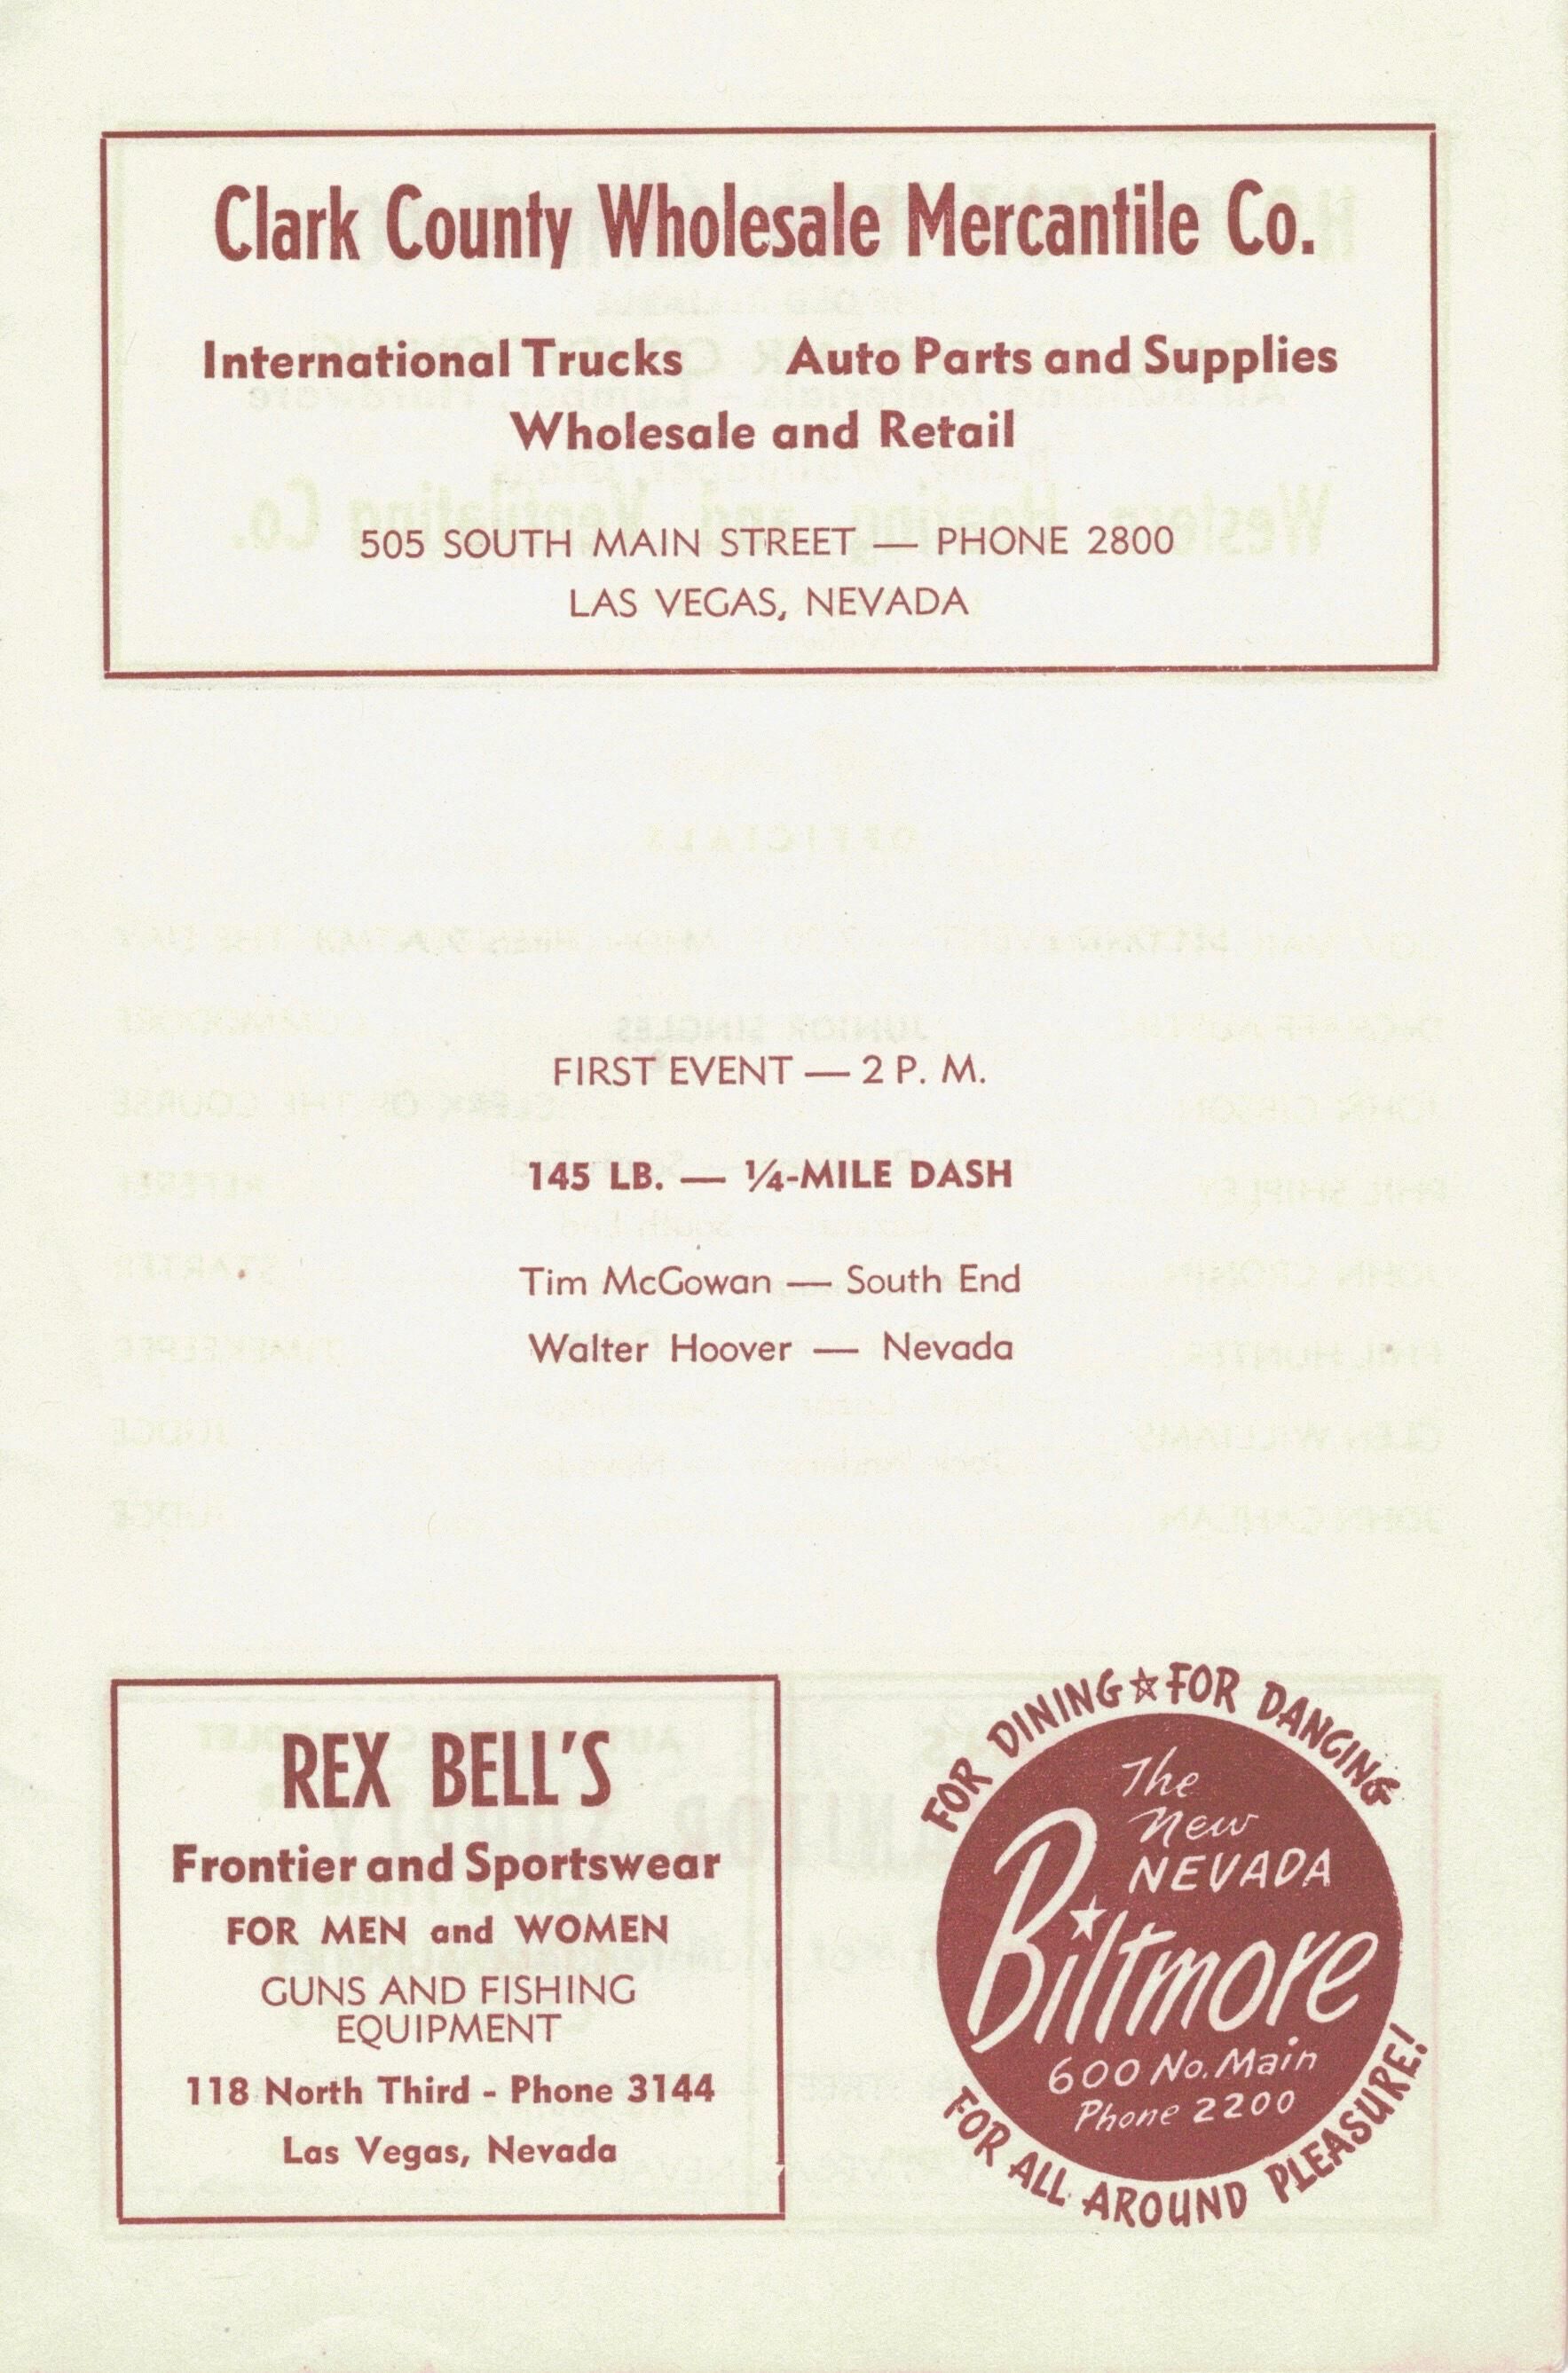 Clark County Wholesale Mercantile Co.
International Trucks Auto Parts and Supplies
Wholesale and Retail
505 SOUTH MAIN STREET — PHONE 2800
LAS VEGAS, NEVADA
FIRST EVENT — 2 P. M.
145 LB. — ¼-MILE DASH
Tim McGowan — South End
Walter Hoover — Nevada
REX BELL'S
Frontier and Sportswear
FOR MEN and WOMEN
GUNS AND FISHING
EQUIPMENT
118 North Third - Phone 3144
Las Vegas, Nevada
FOR DINING ☆ FOR DANCING
The
New
NEVADA
Biltmore
600 No. Main
Phone 2200
FOR ALL AROUND PLEASURE!